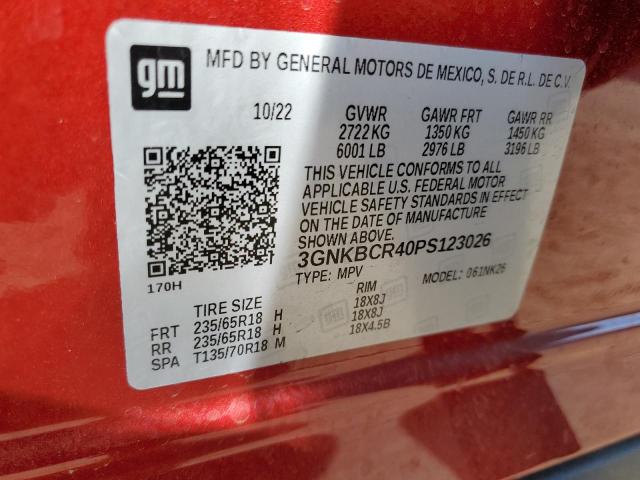 gm
MFD BY GENERAL MOTORS DE MEXICO, S. DE R.L. DE C.V.
10/22 GVWR GAWR FRT GAWR RR
2722 KG 1350 KG 1450 KG
6001 LB 2976 LB 3196 LB
THIS VEHICLE CONFORMS TO ALL
APPLICABLE U.S. FEDERAL MOTOR
VEHICLE SAFETY STANDARDS IN EFFECT
ON THE DATE OF MANUFACTURE
SHOWN ABOVE.
3GNKBCR40PS123026
170H
TYPE: MPV MODEL: 061NK26
TIRE SIZE RIM
FRT 235/65R18 H 18X8J
RR 235/65R18 H 18X8J
SPA T135/70R18 M 18X4.5B